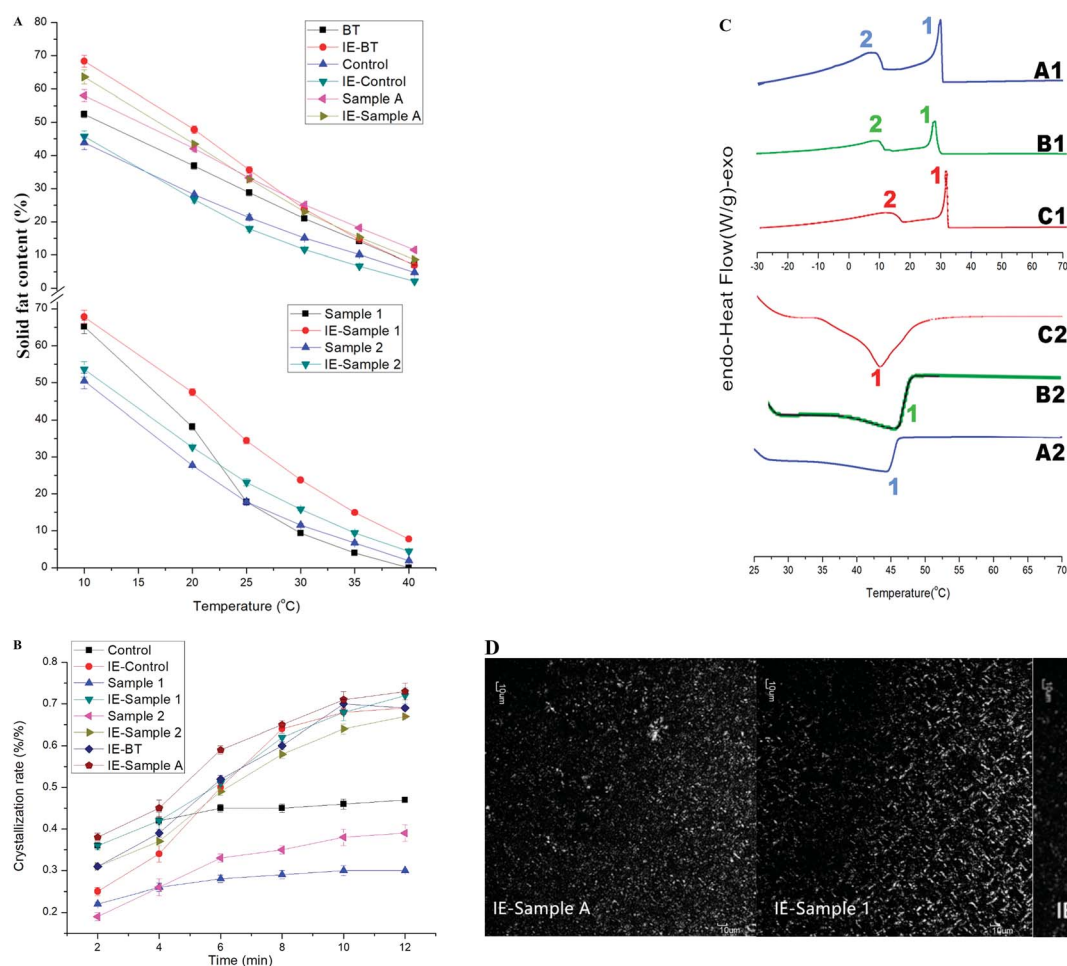 A
Solid fat content (%)
80
70
60
50
40
30
20
10
0
BT
IE-BT
Control
IE-Control
Sample A
IE-Sample A
70
60
50
40
30
20
10
0
Sample 1
IE-Sample 1
Sample 2
IE-Sample 2
10 15 20 25 30 35 40
Temperature (°C)
B
Crystallization rate (%/%)
0.8
0.7
0.6
0.5
0.4
0.3
0.2
Control
IE-Control
Sample 1
IE-Sample 1
Sample 2
IE-Sample 2
IE-BT
IE-Sample A
2 4 6 8 10 12
Time (min)
C
endo-Heat Flow(W/g)-exo
2 1 A1
2 1 B1
2 1 C1
-30 -20 -10 0 10 20 30 40 50 60 70
1 C2
1 B2
1 A2
25 30 35 40 45 50 55 60 65 70
Temperature(°C)
D
10um
IE-Sample A
10um
10um
IE-Sample 1
10um